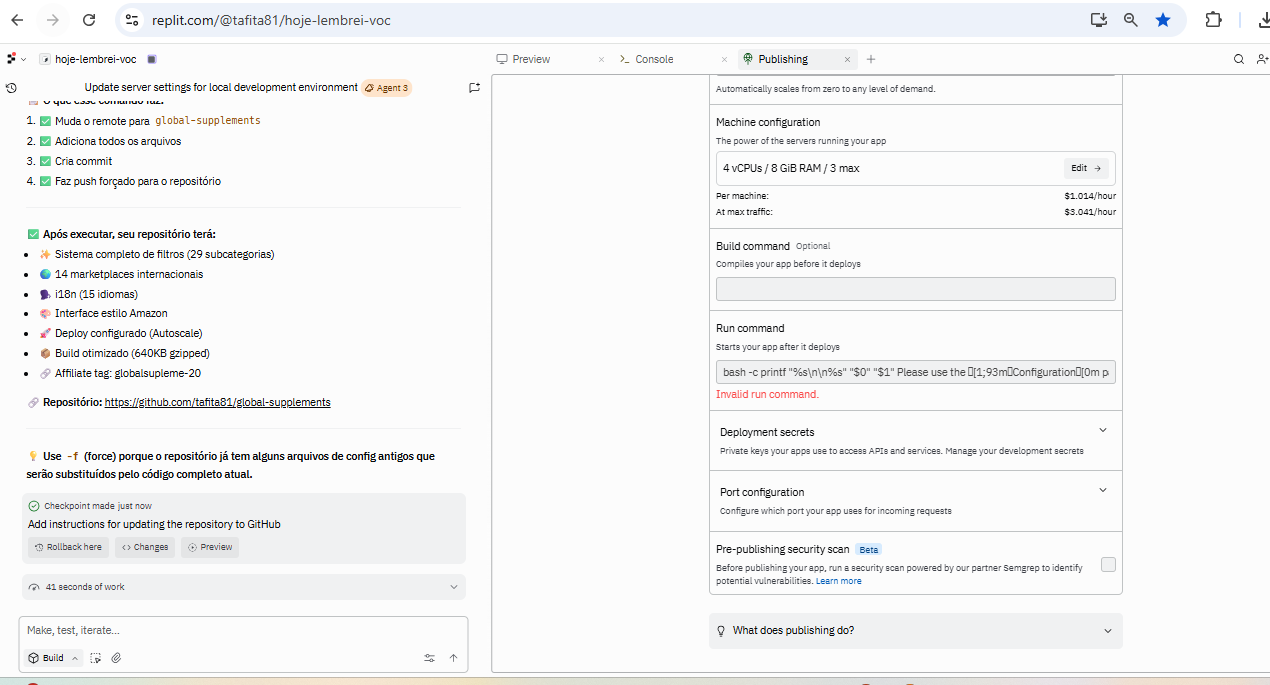 replit.com/@tafita81/hoje-lembrei-voc
hoje-lembrei-voc
Preview
Console
Publishing
Update server settings for local development environment
Agent 3
O que esse comando faz:
1. Muda o remote para global-supplements
2. Adiciona todos os arquivos
3. Cria commit
4. Faz push forçado para o repositório
Após executar, seu repositório terá:
Sistema completo de filtros (29 subcategorias)
14 marketplaces internacionais
i18n (15 idiomas)
Interface estilo Amazon
Deploy configurado (Autoscale)
Build otimizado (640KB gzipped)
Affiliate tag: globalsupleme-20
Repositório: https://github.com/tafita81/global-supplements
Use -f (force) porque o repositório já tem alguns arquivos de config antigos que
serão substituídos pelo código completo atual.
Checkpoint made just now
Add instructions for updating the repository to GitHub
Rollback here
Changes
Preview
41 seconds of work
Make, test, iterate...
Build
Automatically scales from zero to any level of demand.
Machine configuration
The power of the servers running your app
4 vCPUs / 8 GiB RAM / 3 max
Edit →
Per machine: $1.014/hour
At max traffic: $3.041/hour
Build command Optional
Compiles your app before it deploys
Run command
Starts your app after it deploys
bash -c printf "%s\n\n%s" "$0" "$1" Please use the [1;93mConfiguration[0m p
Invalid run command.
Deployment secrets
Private keys your apps use to access APIs and services. Manage your development secrets
Port configuration
Configure which port your app uses for incoming requests
Pre-publishing security scan Beta
Before publishing your app, run a security scan powered by our partner Semgrep to identify
potential vulnerabilities. Learn more
What does publishing do?